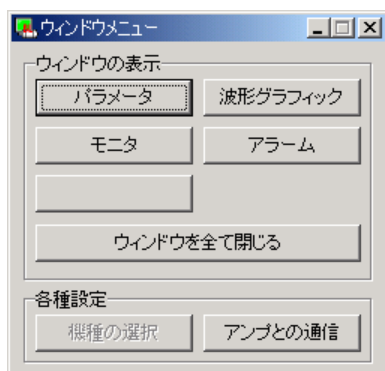 ウィンドウメニュー
ウィンドウの表示
パラメータ 波形グラフィック
モニタ アラーム
ウィンドウを全て閉じる
各種設定
機種の選択 アンプとの通信